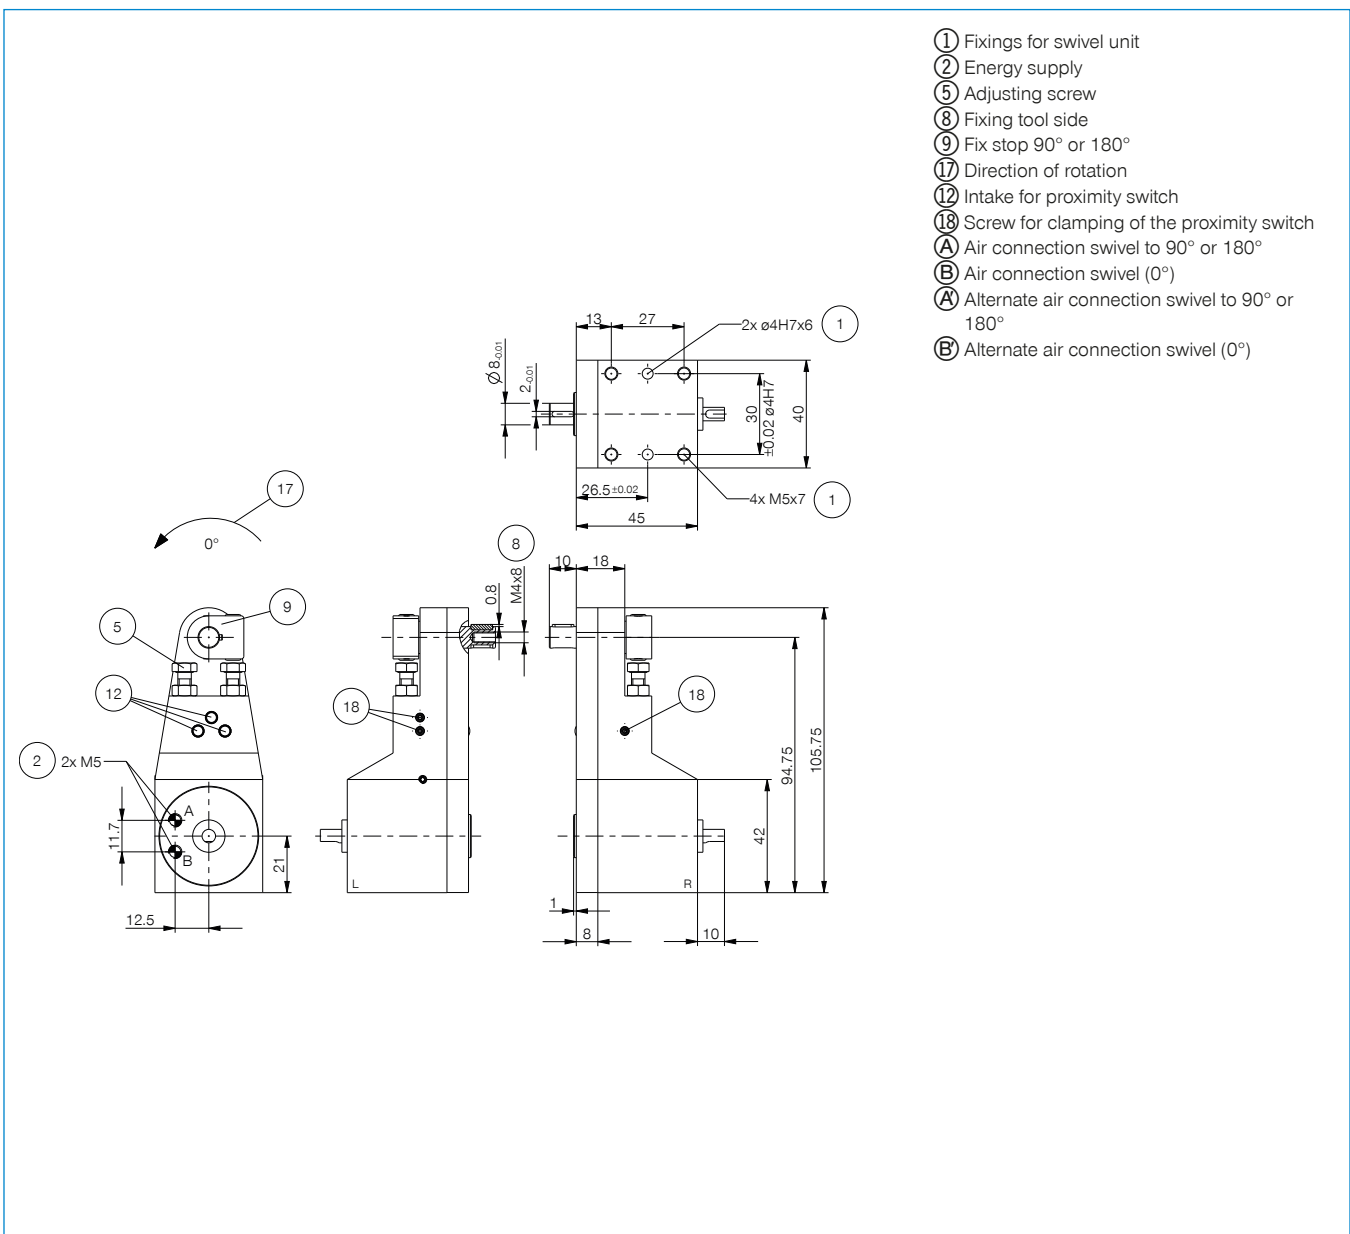 1 Fixings for swivel unit
2 Energy supply
5 Adjusting screw
8 Fixing tool side
9 Fix stop 90° or 180°
17 Direction of rotation
12 Intake for proximity switch
18 Screw for clamping of the proximity switch
A Air connection swivel to 90° or 180°
B Air connection swivel (0°)
A' Alternate air connection swivel to 90° or
180°
B' Alternate air connection swivel (0°)
13 27
2x ø4H7x6 1
Ø8-0.01
2-0.01
30
±0.02 ø4H7
40
26.5±0.02
4x M5x7 1
45
17
0°
8
10 18
0.8
M4x8
9
5
12
18
18
2 2x M5
A
B
11.7
21
12.5
L
R
94.75
105.75
42
1
8
10